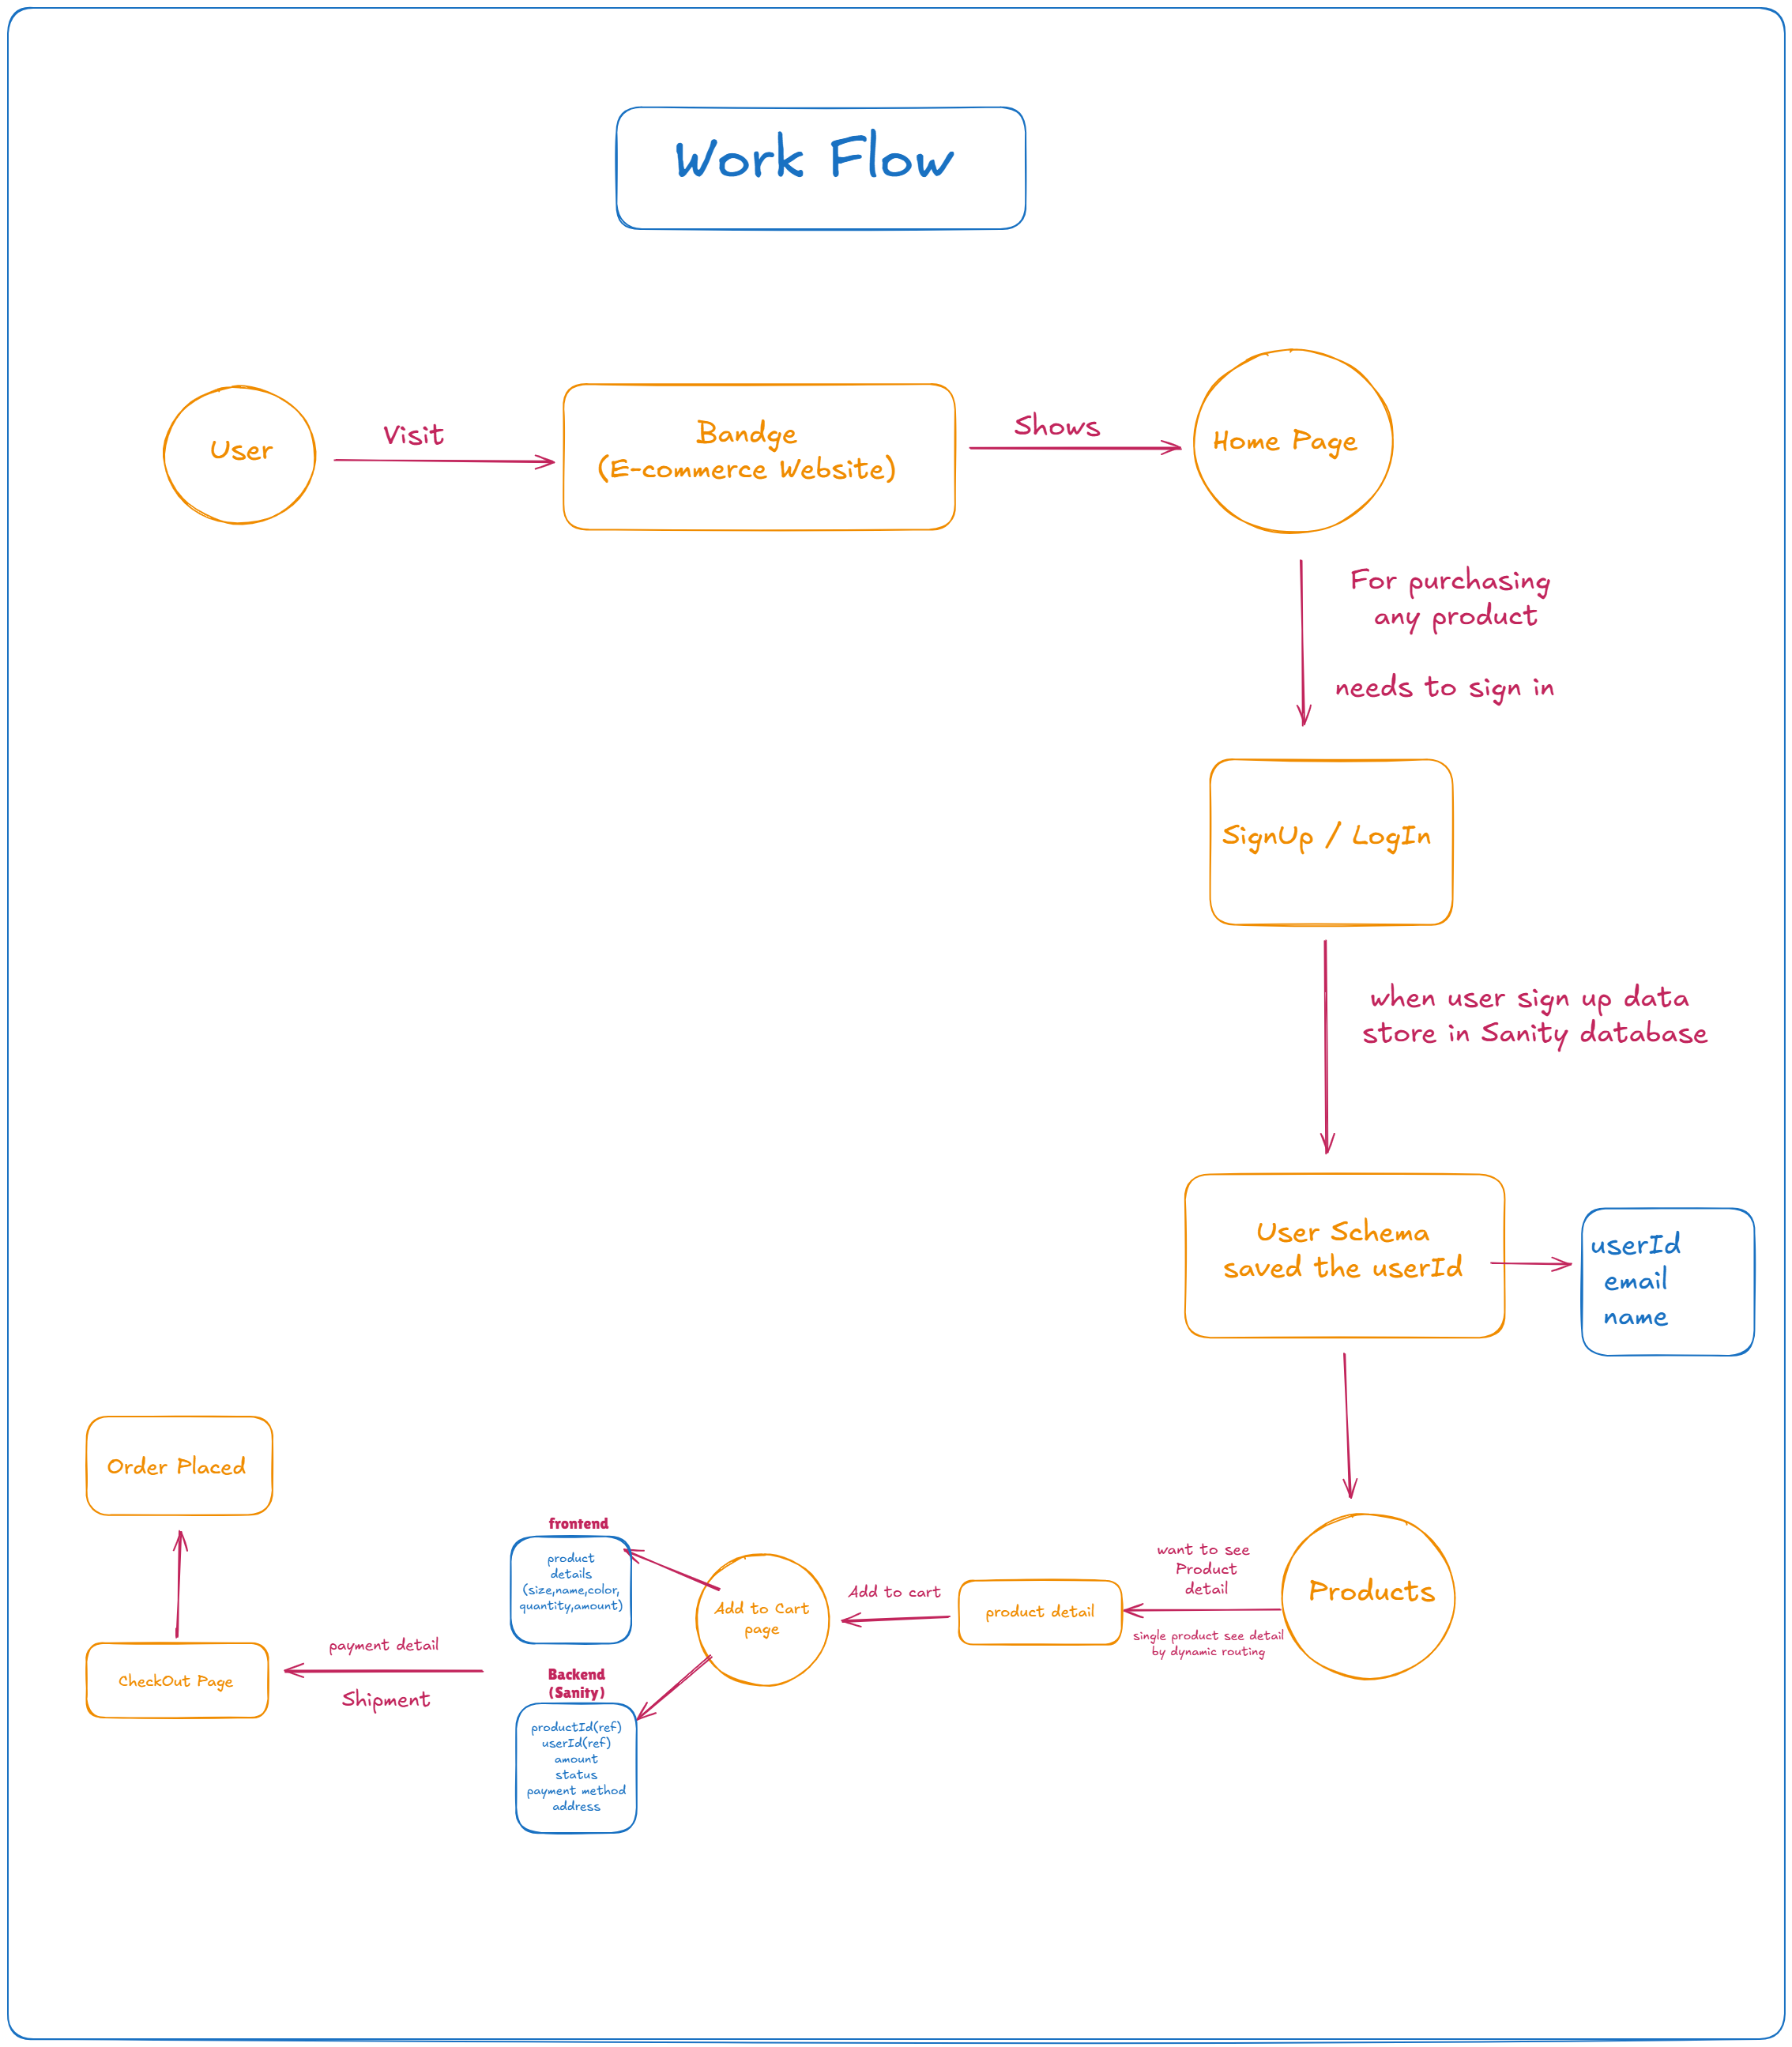 Work Flow
User
Visit
Bandge
(E-commerce Website)
Shows
Home Page
For purchasing
any product
needs to sign in
SignUp / LogIn
when user sign up data
store in Sanity database
User Schema
saved the userId
userId
email
name
Products
want to see
Product
detail
single product see detail
by dynamic routing
product detail
Add to cart
Add to Cart
page
frontend
product
details
(size,name,color,
quantity,amount)
Backend
(Sanity)
productId(ref)
userId(ref)
amount
status
payment method
address
payment detail
Shipment
CheckOut Page
Order Placed